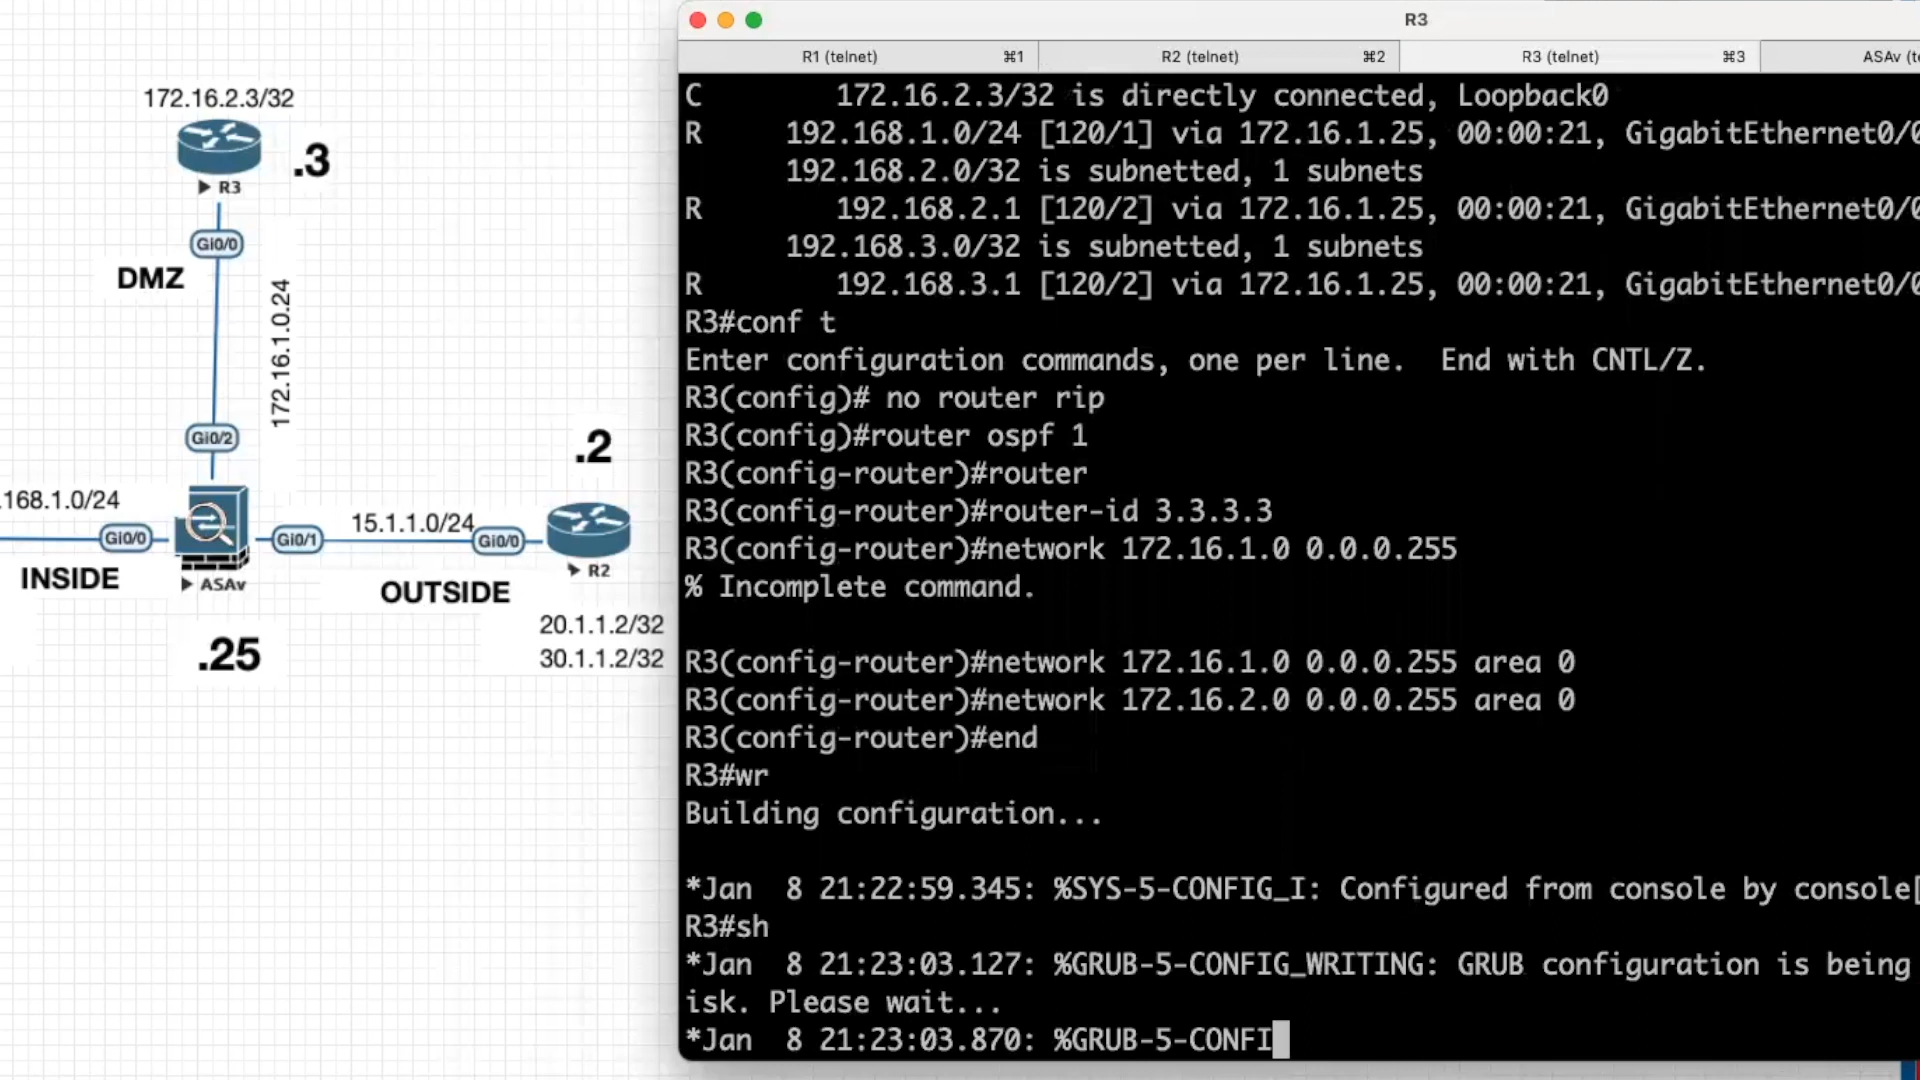 172.16.2.3/32
.3
R3
Gi0/0
DMZ
172.16.1.0.24
Gi0/2
.2
.168.1.0/24
Gi0/0
Gi0/1
15.1.1.0/24
Gi0/0
INSIDE
ASAv
OUTSIDE
R2
.25
20.1.1.2/32
30.1.1.2/32
R3
R1 (telnet) ⌘1
R2 (telnet) ⌘2
R3 (telnet) ⌘3
ASAv (te
C 172.16.2.3/32 is directly connected, Loopback0
R 192.168.1.0/24 [120/1] via 172.16.1.25, 00:00:21, GigabitEthernet0/0
192.168.2.0/32 is subnetted, 1 subnets
R 192.168.2.1 [120/2] via 172.16.1.25, 00:00:21, GigabitEthernet0/0
192.168.3.0/32 is subnetted, 1 subnets
R 192.168.3.1 [120/2] via 172.16.1.25, 00:00:21, GigabitEthernet0/0
R3#conf t
Enter configuration commands, one per line. End with CNTL/Z.
R3(config)# no router rip
R3(config)#router ospf 1
R3(config-router)#router
R3(config-router)#router-id 3.3.3.3
R3(config-router)#network 172.16.1.0 0.0.0.255
% Incomplete command.
R3(config-router)#network 172.16.1.0 0.0.0.255 area 0
R3(config-router)#network 172.16.2.0 0.0.0.255 area 0
R3(config-router)#end
R3#wr
Building configuration...
*Jan 8 21:22:59.345: %SYS-5-CONFIG_I: Configured from console by console
R3#sh
*Jan 8 21:23:03.127: %GRUB-5-CONFIG_WRITING: GRUB configuration is being
isk. Please wait...
*Jan 8 21:23:03.870: %GRUB-5-CONFI